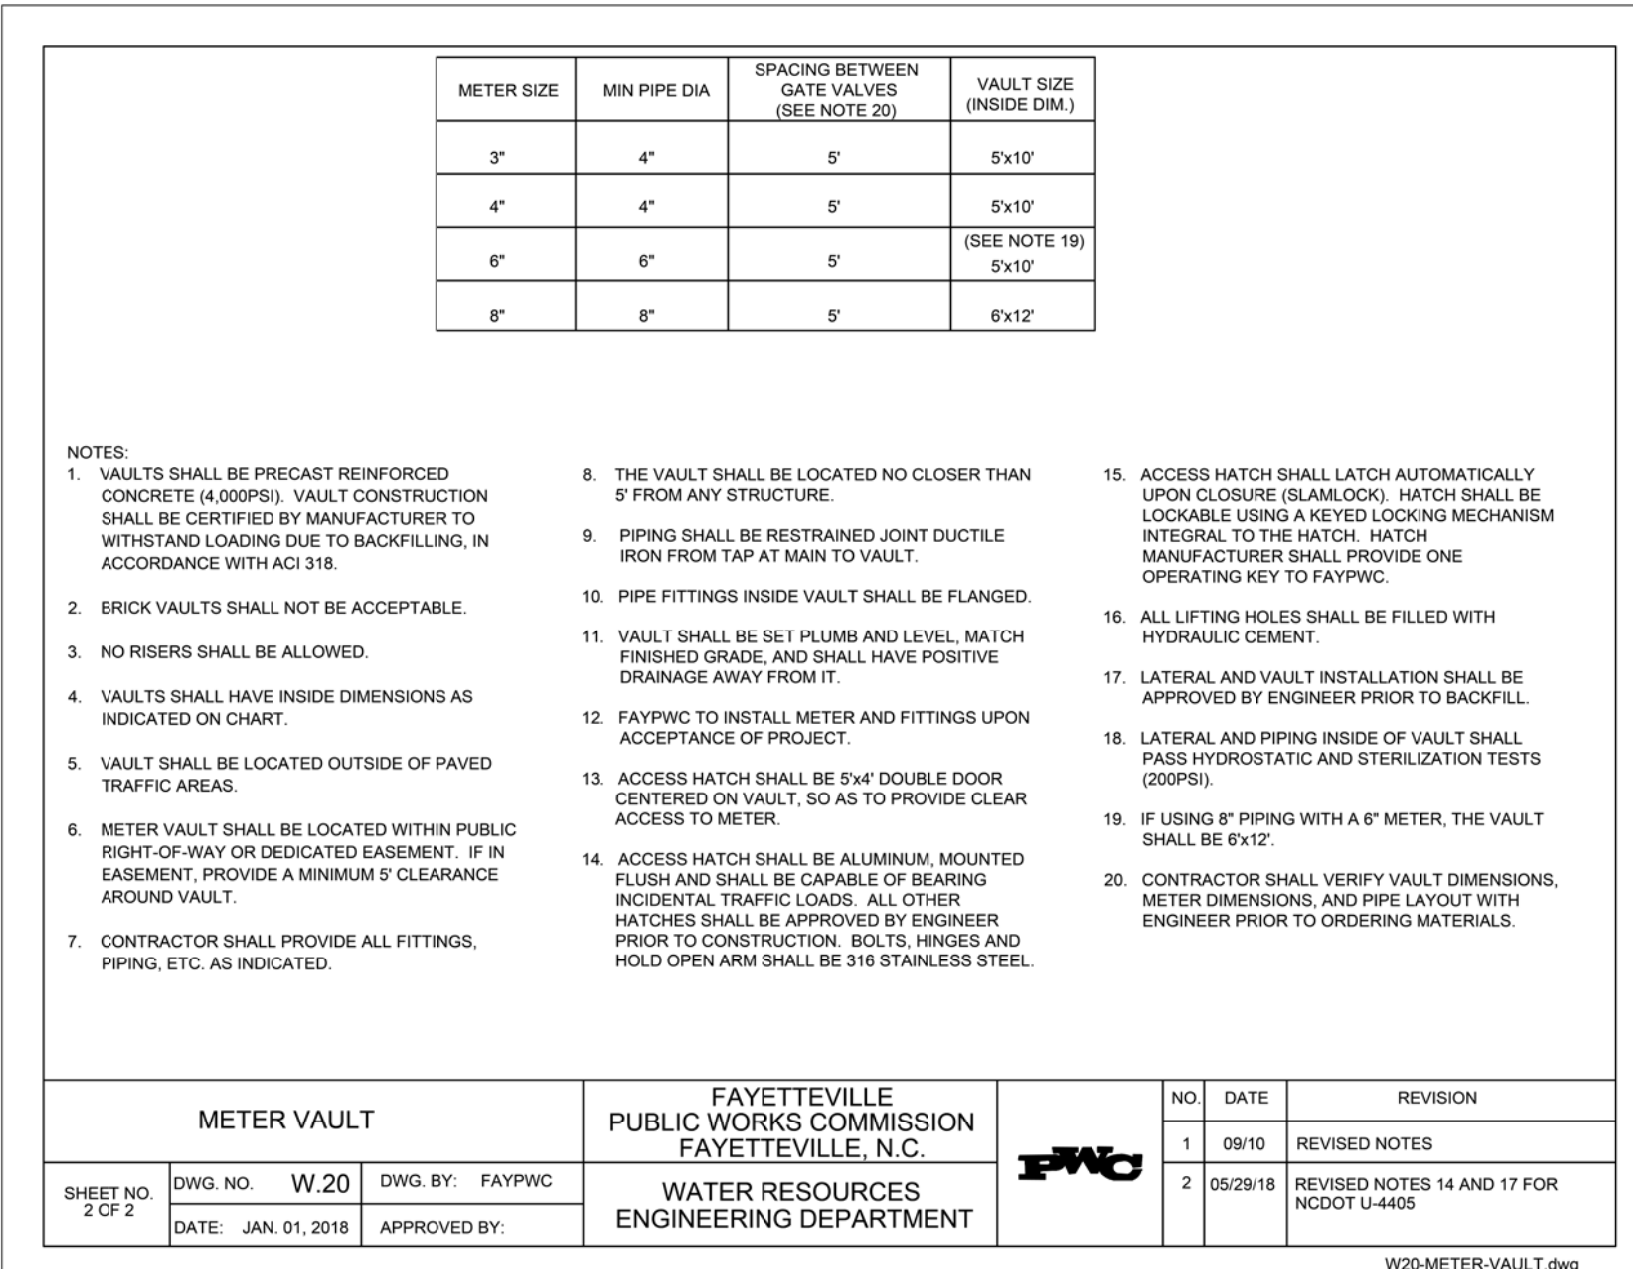 METER SIZE
MIN PIPE DIA
SPACING BETWEEN
GATE VALVES
(SEE NOTE 20)
VAULT SIZE
(INSIDE DIM.)
3" 4" 5' 5'x10'
4" 4" 5' 5'x10'
(SEE NOTE 19)
6" 6" 5' 5'x10'
8" 8" 5' 6'x12'
NOTES:
1. VAULTS SHALL BE PRECAST REINFORCED
CONCRETE (4,000PSI). VAULT CONSTRUCTION
SHALL BE CERTIFIED BY MANUFACTURER TO
WITHSTAND LOADING DUE TO BACKFILLING, IN
ACCORDANCE WITH ACI 318.
2. BRICK VAULTS SHALL NOT BE ACCEPTABLE.
3. NO RISERS SHALL BE ALLOWED.
4. VAULTS SHALL HAVE INSIDE DIMENSIONS AS
INDICATED ON CHART.
5. VAULT SHALL BE LOCATED OUTSIDE OF PAVED
TRAFFIC AREAS.
6. METER VAULT SHALL BE LOCATED WITHIN PUBLIC
RIGHT-OF-WAY OR DEDICATED EASEMENT. IF IN
EASEMENT, PROVIDE A MINIMUM 5' CLEARANCE
AROUND VAULT.
7. CONTRACTOR SHALL PROVIDE ALL FITTINGS,
PIPING, ETC. AS INDICATED.
8. THE VAULT SHALL BE LOCATED NO CLOSER THAN
5' FROM ANY STRUCTURE.
9. PIPING SHALL BE RESTRAINED JOINT DUCTILE
IRON FROM TAP AT MAIN TO VAULT.
10. PIPE FITTINGS INSIDE VAULT SHALL BE FLANGED.
11. VAULT SHALL BE SET PLUMB AND LEVEL, MATCH
FINISHED GRADE, AND SHALL HAVE POSITIVE
DRAINAGE AWAY FROM IT.
12. FAYPWC TO INSTALL METER AND FITTINGS UPON
ACCEPTANCE OF PROJECT.
13. ACCESS HATCH SHALL BE 5'x4' DOUBLE DOOR
CENTERED ON VAULT, SO AS TO PROVIDE CLEAR
ACCESS TO METER.
14. ACCESS HATCH SHALL BE ALUMINUM, MOUNTED
FLUSH AND SHALL BE CAPABLE OF BEARING
INCIDENTAL TRAFFIC LOADS. ALL OTHER
HATCHES SHALL BE APPROVED BY ENGINEER
PRIOR TO CONSTRUCTION. BOLTS, HINGES AND
HOLD OPEN ARM SHALL BE 316 STAINLESS STEEL.
15. ACCESS HATCH SHALL LATCH AUTOMATICALLY
UPON CLOSURE (SLAMLOCK). HATCH SHALL BE
LOCKABLE USING A KEYED LOCKING MECHANISM
INTEGRAL TO THE HATCH. HATCH
MANUFACTURER SHALL PROVIDE ONE
OPERATING KEY TO FAYPWC.
16. ALL LIFTING HOLES SHALL BE FILLED WITH
HYDRAULIC CEMENT.
17. LATERAL AND VAULT INSTALLATION SHALL BE
APPROVED BY ENGINEER PRIOR TO BACKFILL.
18. LATERAL AND PIPING INSIDE OF VAULT SHALL
PASS HYDROSTATIC AND STERILIZATION TESTS
(200PSI).
19. IF USING 8" PIPING WITH A 6" METER, THE VAULT
SHALL BE 6'x12'.
20. CONTRACTOR SHALL VERIFY VAULT DIMENSIONS,
METER DIMENSIONS, AND PIPE LAYOUT WITH
ENGINEER PRIOR TO ORDERING MATERIALS.
METER VAULT
SHEET NO.
2 OF 2
DWG. NO. W.20
DWG. BY: FAYPWC
DATE: JAN. 01, 2018
APPROVED BY:
FAYETTEVILLE
PUBLIC WORKS COMMISSION
FAYETTEVILLE, N.C.
WATER RESOURCES
ENGINEERING DEPARTMENT
PWC
NO. DATE REVISION
1 09/10 REVISED NOTES
2 05/29/18 REVISED NOTES 14 AND 17 FOR
NCDOT U-4405
W20-METER-VAULT.dwg